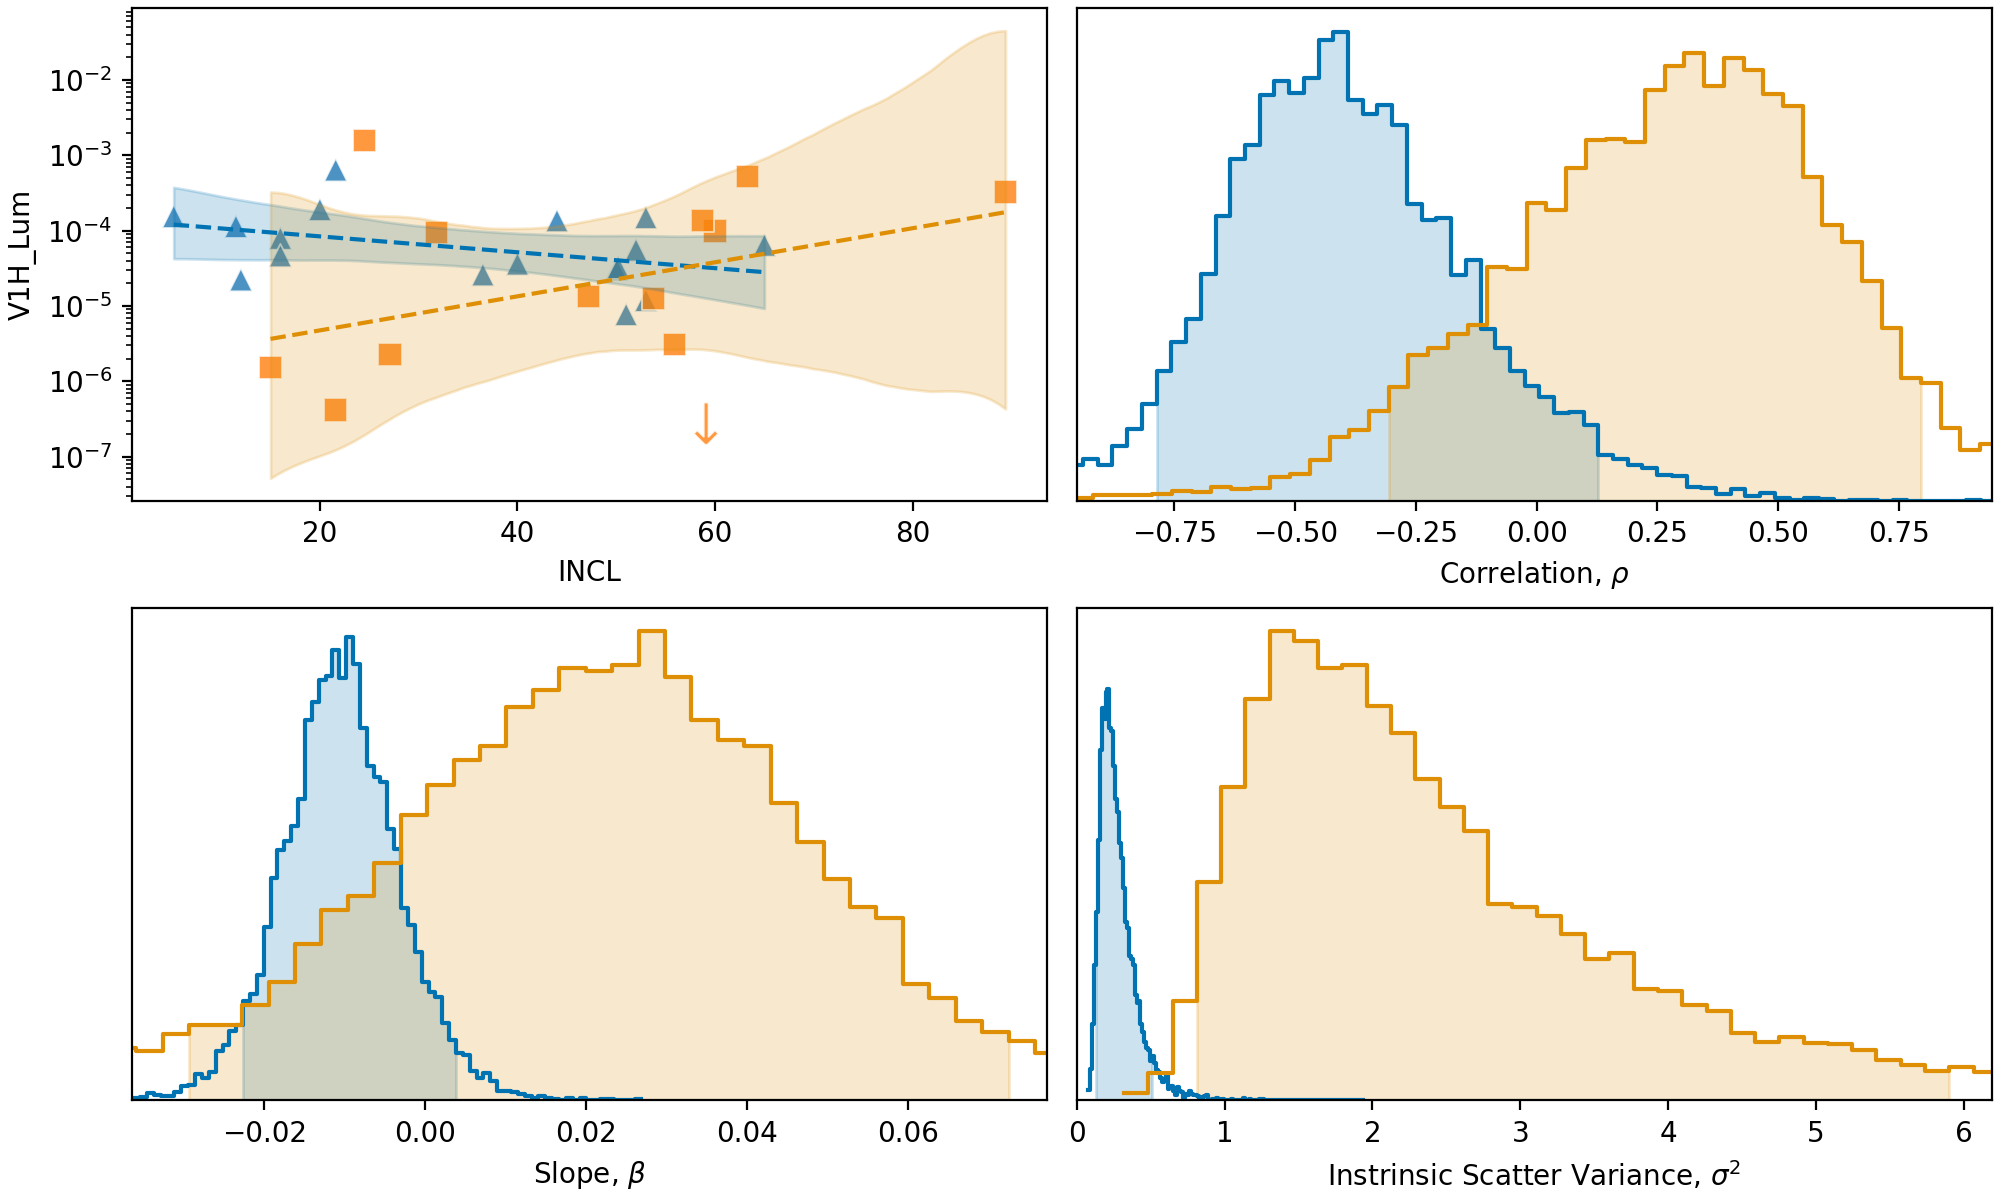 V1H_Lum
10⁻²
10⁻³
10⁻⁴
10⁻⁵
10⁻⁶
10⁻⁷
20 40 60 80
INCL
−0.75 −0.50 −0.25 0.00 0.25 0.50 0.75
Correlation, ρ
−0.02 0.00 0.02 0.04 0.06
Slope, β
0 1 2 3 4 5 6
Instrinsic Scatter Variance, σ²